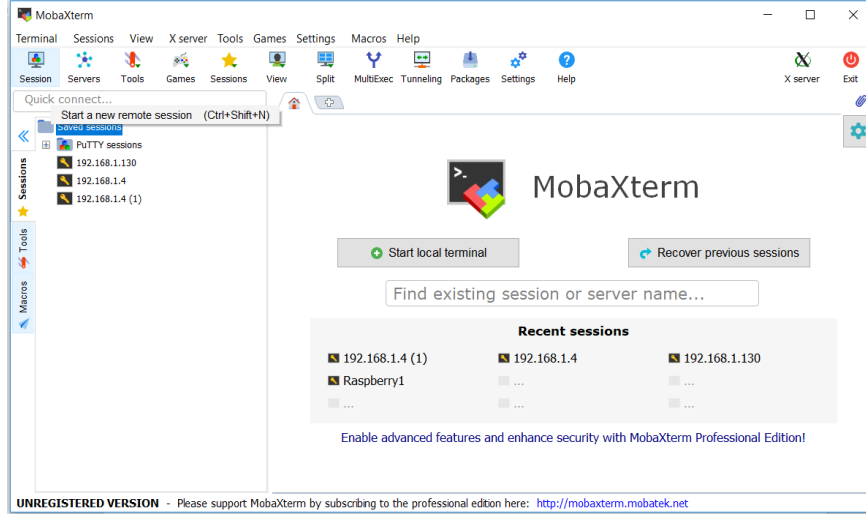 MobaXterm
Terminal Sessions View X server Tools Games Settings Macros Help
Session Servers Tools Games Sessions View Split MultiExec Tunneling Packages Settings Help X server Exit
Quick connect...
Start a new remote session (Ctrl+Shift+N)
Saved sessions
PuTTY sessions
192.168.1.130
192.168.1.4
192.168.1.4 (1)
Sessions
Tools
Macros
>_
MobaXterm
Start local terminal Recover previous sessions
Find existing session or server name...
Recent sessions
192.168.1.4 (1) 192.168.1.4 192.168.1.130
Raspberry1 ... ...
... ... ...
Enable advanced features and enhance security with MobaXterm Professional Edition!
UNREGISTERED VERSION - Please support MobaXterm by subscribing to the professional edition here: http://mobaxterm.mobatek.net